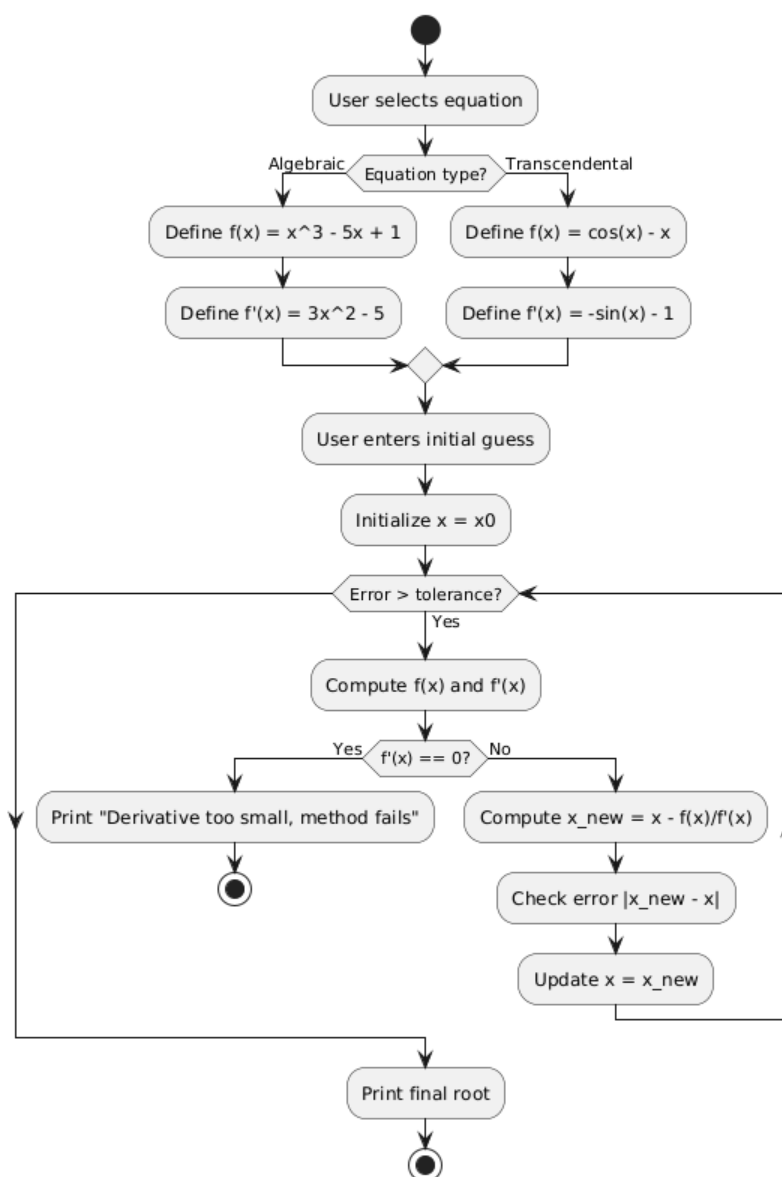 User selects equation
Algebraic
Equation type?
Transcendental
Define f(x) = x^3 - 5x + 1
Define f(x) = cos(x) - x
Define f'(x) = 3x^2 - 5
Define f'(x) = -sin(x) - 1
User enters initial guess
Initialize x = x0
Error > tolerance?
Yes
Compute f(x) and f'(x)
Yes
f'(x) == 0?
No
Print "Derivative too small, method fails"
Compute x_new = x - f(x)/f'(x)
Check error |x_new - x|
Update x = x_new
Print final root